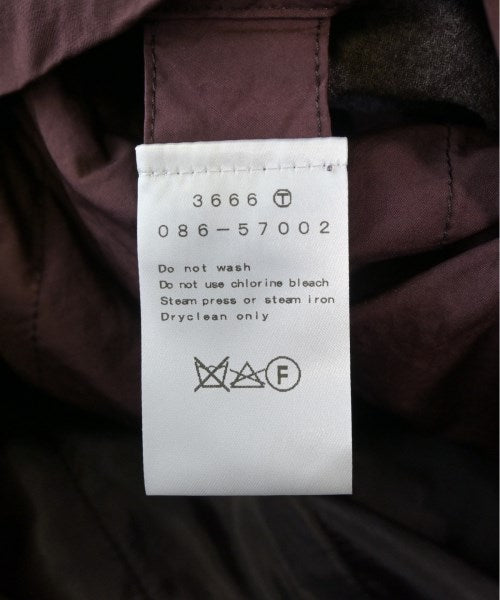 3666 Ⓣ
086-57002
Do not wash
Do not use chlorine bleach
Steam press or steam iron
Dryclean only
F